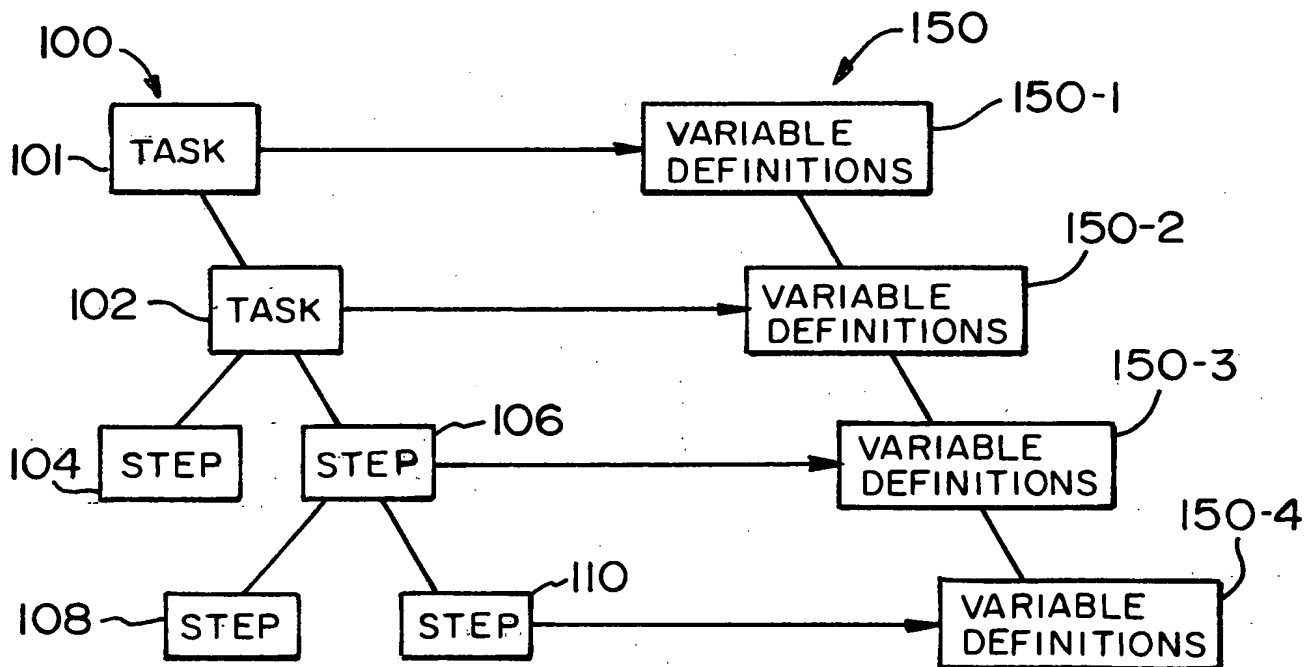 100
150
150-1
TASK
VARIABLE
DEFINITIONS
101
150-2
102
TASK
VARIABLE
DEFINITIONS
150-3
106
104
STEP
STEP
VARIABLE
DEFINITIONS
150-4
110
108
STEP
STEP
VARIABLE
DEFINITIONS